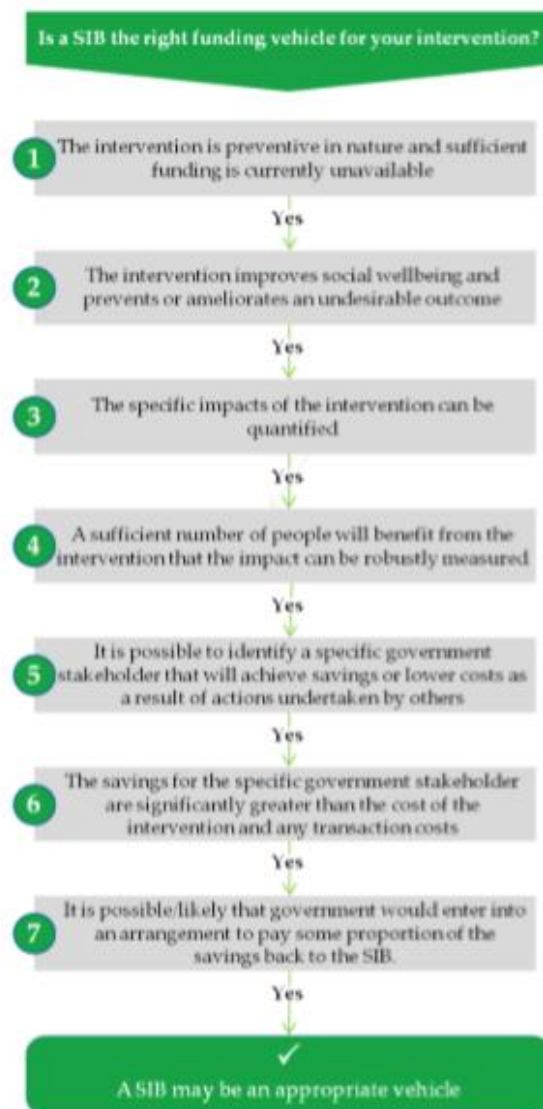 Is a SIB the right funding vehicle for your intervention?
1
The intervention is preventive in nature and sufficient
funding is currently unavailable
Yes
2
The intervention improves social wellbeing and
prevents or ameliorates an undesirable outcome
Yes
3
The specific impacts of the intervention can be
quantified
Yes
4
A sufficient number of people will benefit from the
intervention that the impact can be robustly measured
Yes
5
It is possible to identify a specific government
stakeholder that will achieve savings or lower costs as
a result of actions undertaken by others
Yes
6
The savings for the specific government stakeholder
are significantly greater than the cost of the
intervention and any transaction costs
Yes
7
It is possible/likely that government would enter into
an arrangement to pay some proportion of the
savings back to the SIB.
Yes
✓
A SIB may be an appropriate vehicle